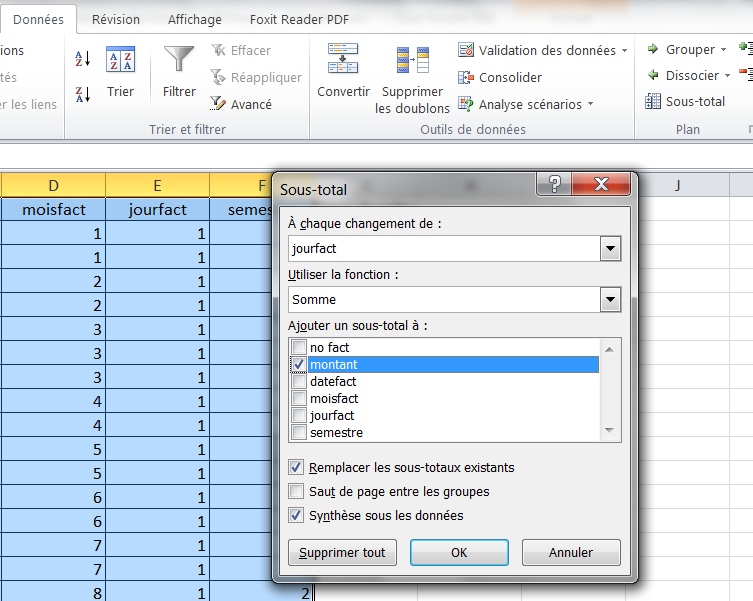 Données Révision Affichage Foxit Reader PDF
Effacer
Réappliquer
Avancé
Trier Filtrer
Trier et filtrer
Convertir Supprimer
les doublons
Validation des données
Consolider
Analyse scénarios
Outils de données
Grouper
Dissocier
Sous-total
Plan
ions
tés
er les liens
D E F J
moisfact jourfact semes
1 1
1 1
2 1
2 1
3 1
3 1
3 1
4 1
4 1
5 1
5 1
6 1
6 1
7 1
7 1
8 1 2
Sous-total
À chaque changement de :
jourfact
Utiliser la fonction :
Somme
Ajouter un sous-total à :
no fact
montant
datefact
moisfact
jourfact
semestre
Remplacer les sous-totaux existants
Saut de page entre les groupes
Synthèse sous les données
Supprimer tout OK Annuler